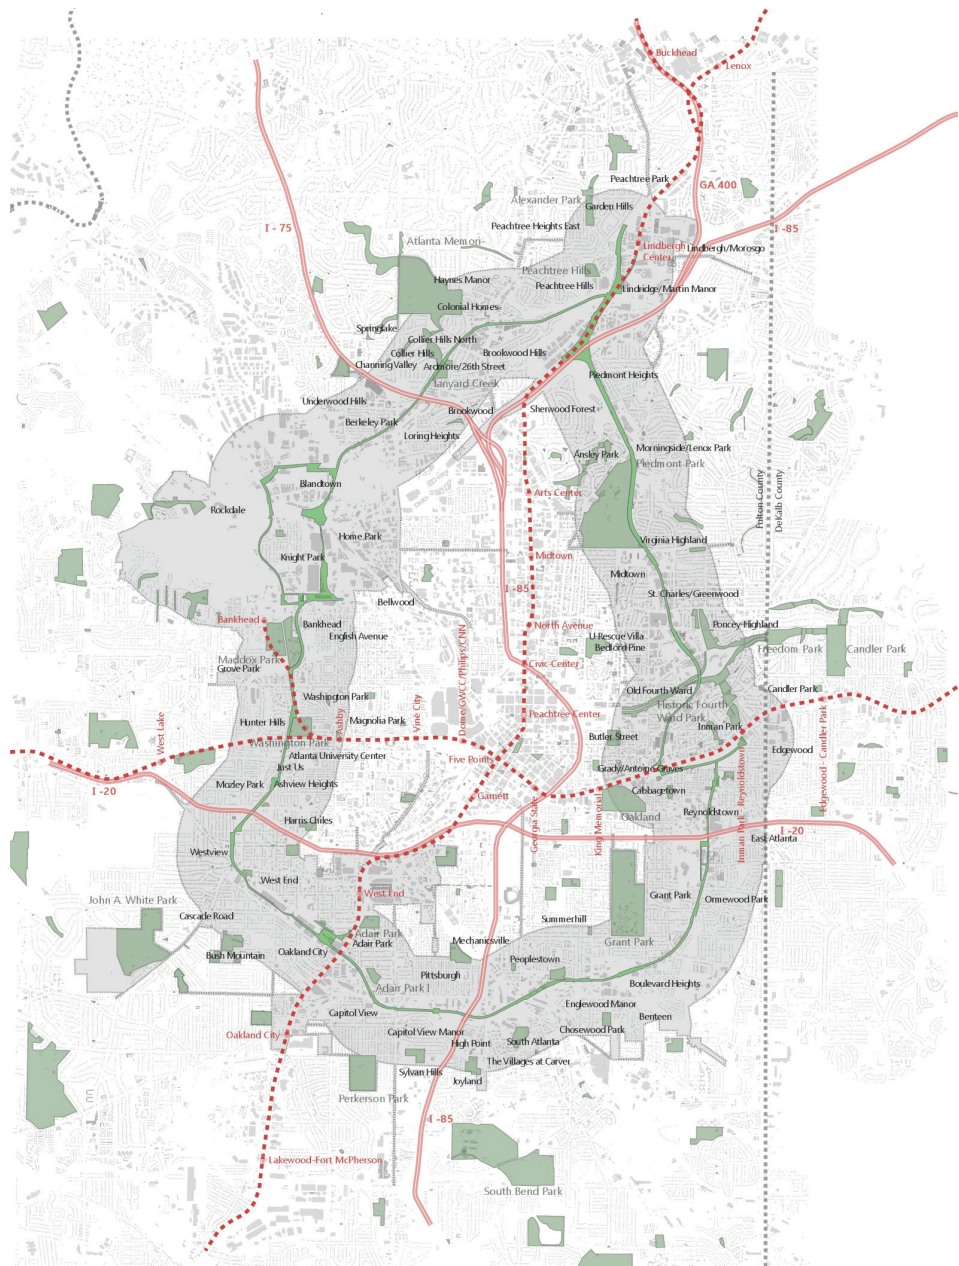 Buckhead
Lenox
Peachtree Park
GA 400
Alexander Park
Garden Hills
I - 75
Peachtree Heights East
I -85
Atlanta Memori-
Lindbergh
Center
Lindbergh/Morosgo
Peachtree Hills
Haynes Manor
Peachtree Hills
Lindridge/Martin Manor
Colonial Homes
Springlake
Collier Hills North
Collier Hills
Brookwood Hills
Channing Valley
Ardmore/26th Street
Piedmont Heights
Tanyard Creek
Underwood Hills
Brookwood
Sherwood Forest
Berkeley Park
Loring Heights
Morningside/Lenox Park
Ansley Park
Piedmont Park
Blandtown
Arts Center
Rockdale
Fulton County
DeKalb County
Home Park
Virginia Highland
Knight Park
Midtown
Midtown
I -85
St. Charles/Greenwood
Bellwood
Bankhead
Bankhead
North Avenue
Poncey-Highland
English Avenue
U-Rescue Villa
Bedford Pine
Freedom Park
Candler Park
Maddox Park
Grove Park
Civic-Center
Old Fourth Ward
Candler Park
Washington Park
Historic Fourth
Ward Park
Hunter Hills
Magnolia Park
Peachtree Center
Inman Park
West Lake
Ashby
Vine City
Dome/GWCC/Philips/CNN
Butler Street
Washington Park
Edgewood
Atlanta University Center
Five Points
Just Us
Grady/Antoine Graves
Mozley Park
Ashview Heights
Cabbagetown
I -20
Garnett
Reynoldstown
Oakland
Harris Chiles
Georgia State
King Memorial
Inman Park - Reynoldstown
Edgewood - Candler Park
I -20
East Atlanta
Westview
West End
West End
Grant Park
Ormewood Park
John A. White Park
Cascade Road
Summerhill
Adair Park
Adair Park
Mechanicsville
Grant Park
Oakland City
Bush Mountain
Peoplestown
Pittsburgh
Boulevard Heights
Adair Park I
Englewood Manor
Capitol View
Benteen
Oakland City
Capitol View Manor
Chosewood Park
High Point
South Atlanta
The Villages at Carver
Sylvan Hills
Joyland
Perkerson Park
I -85
Lakewood-Fort McPherson
South Bend Park